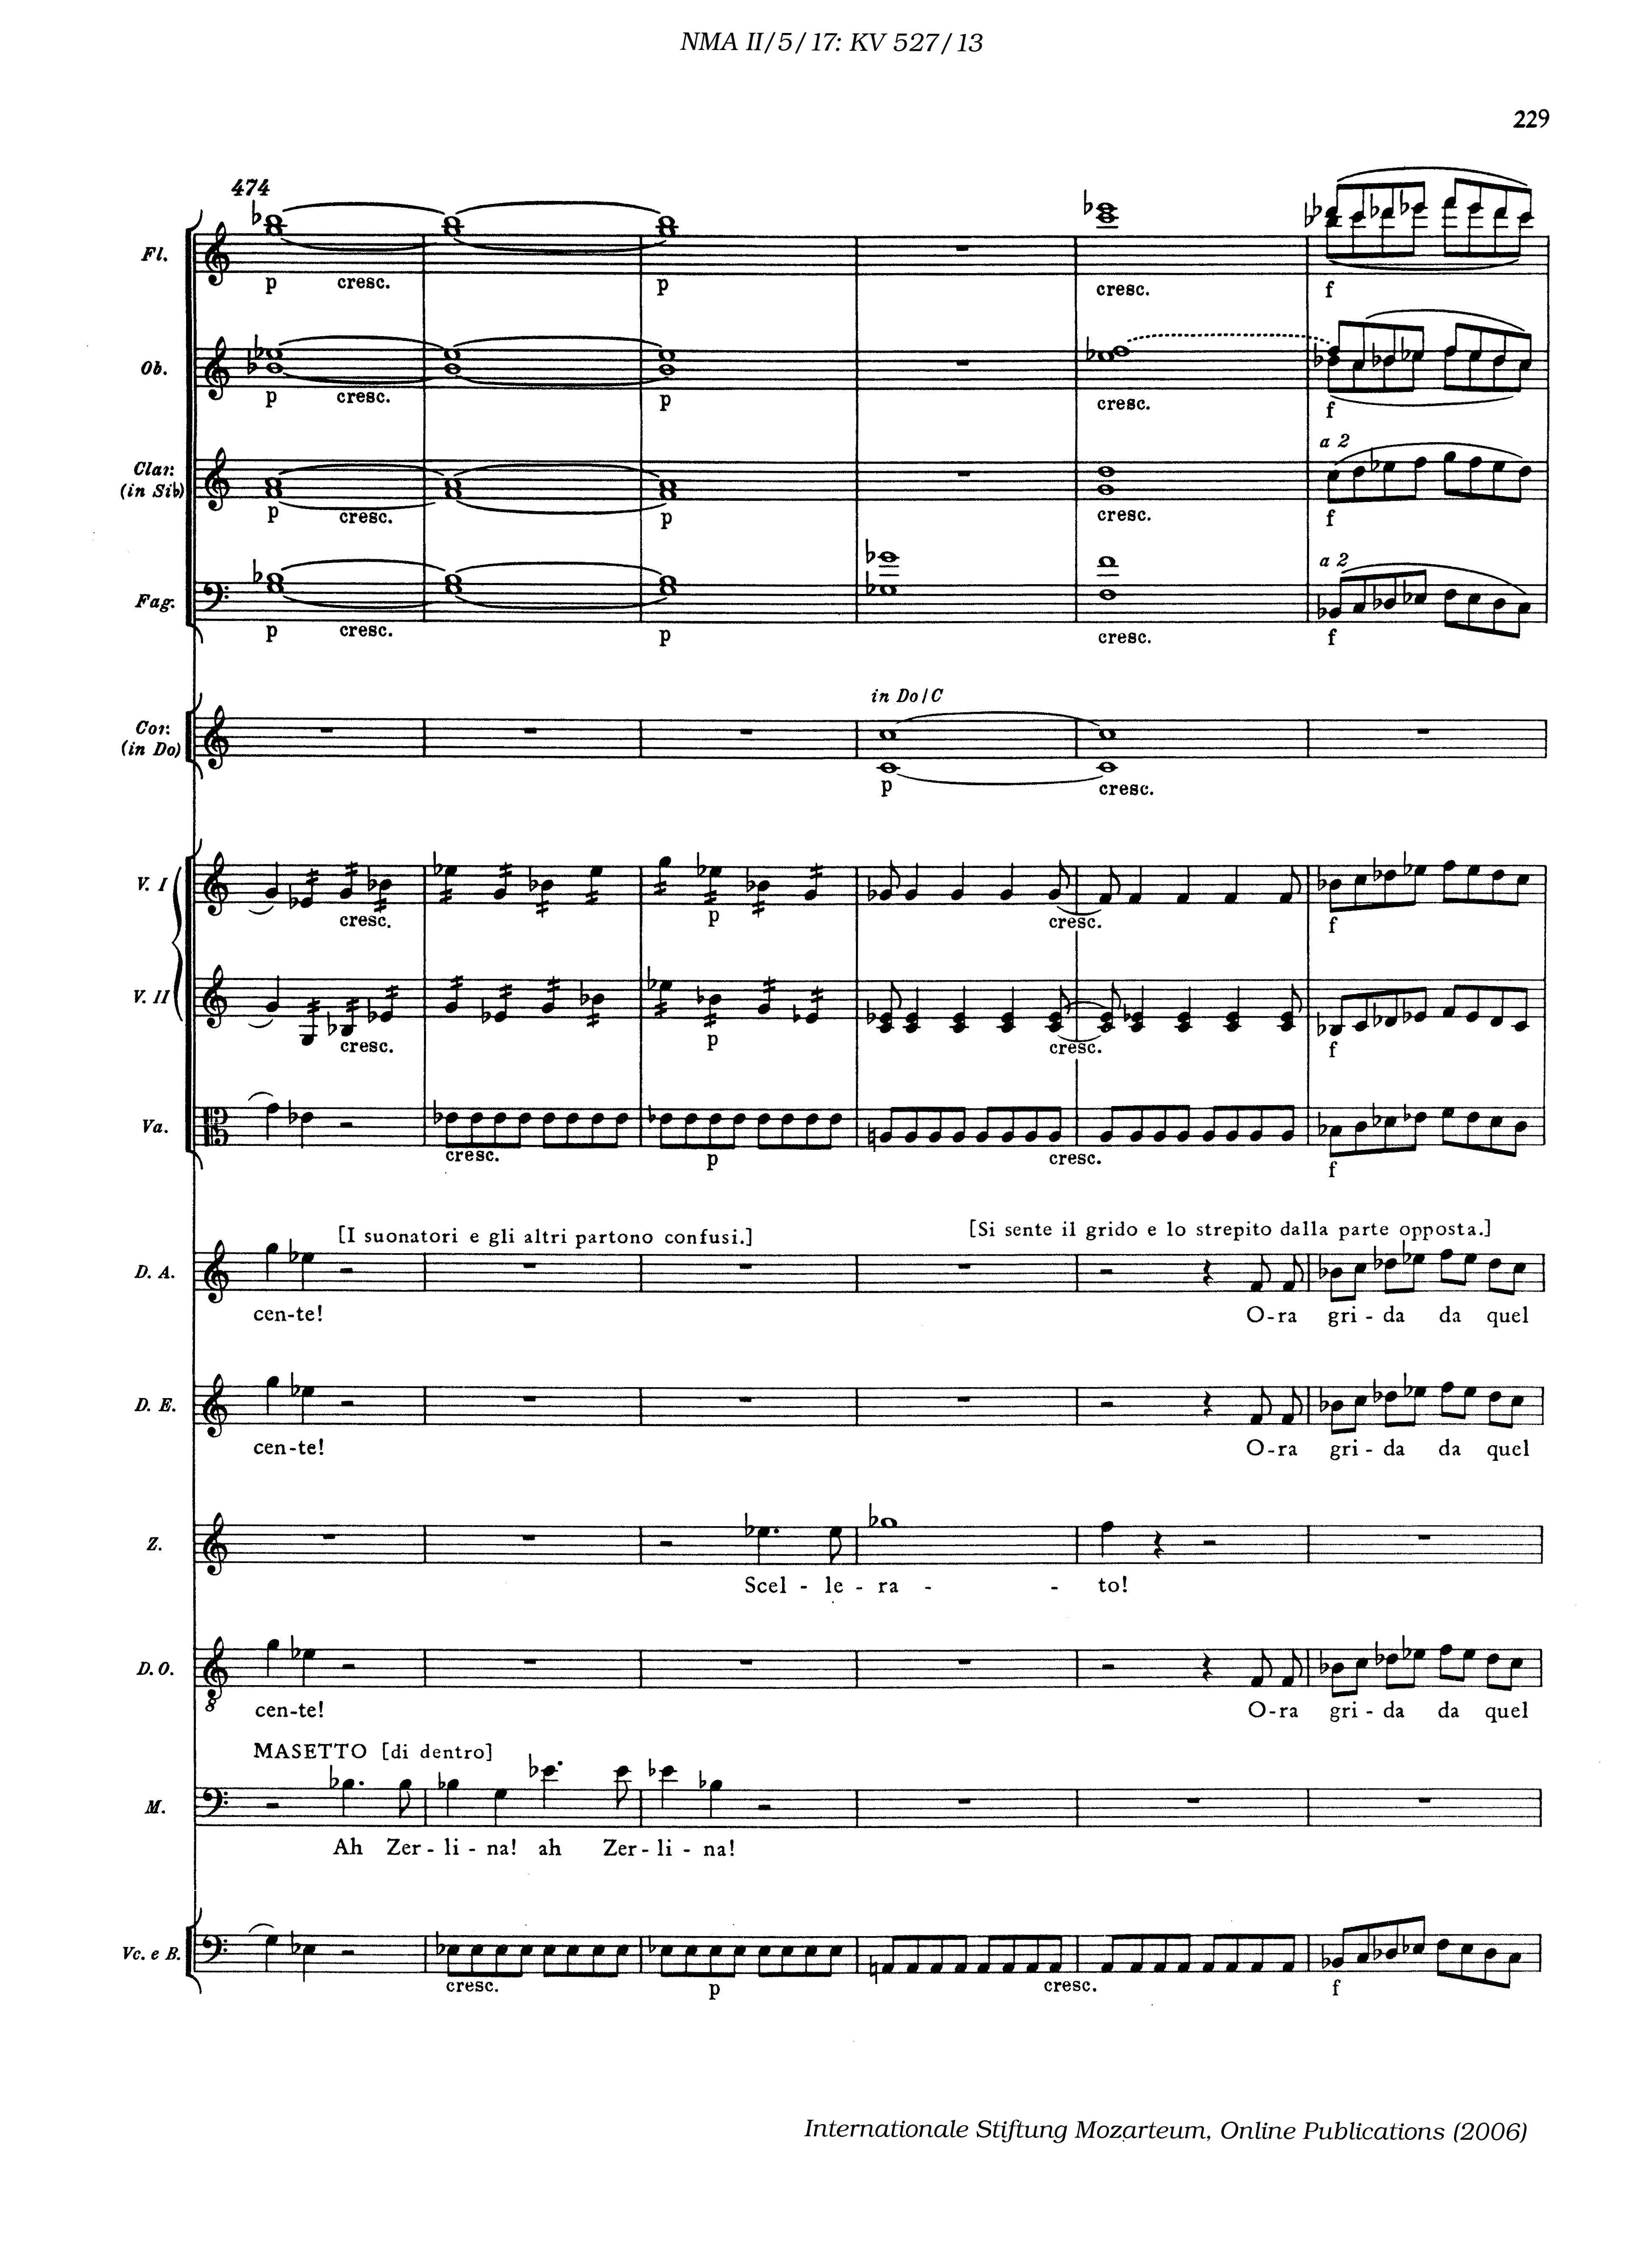 NMA II/5/17: KV 527/13
229
474
Fl.
p cresc. p cresc. f
Ob.
p cresc. p cresc. f
a 2
Clar.
(in Sib)
p cresc. p cresc. f
a 2
Fag.
p cresc. p cresc. f
in Do/C
Cor.
(in Do)
p cresc.
V. I
cresc. p cresc. f
V. II
cresc. p cresc. f
Va.
cresc. p cresc. f
[I suonatori e gli altri partono confusi.] [Si sente il grido e lo strepito dalla parte opposta.]
D. A.
cen-te! O-ra gri - da da quel
D. E.
cen-te! O-ra gri - da da quel
Z.
Scel - le - ra - - to!
D. O.
8
cen-te! O-ra gri - da da quel
MASETTO [di dentro]
M.
Ah Zer - li - na! ah Zer - li - na!
Vc. e B.
cresc. p cresc. f
Internationale Stiftung Mozarteum, Online Publications (2006)